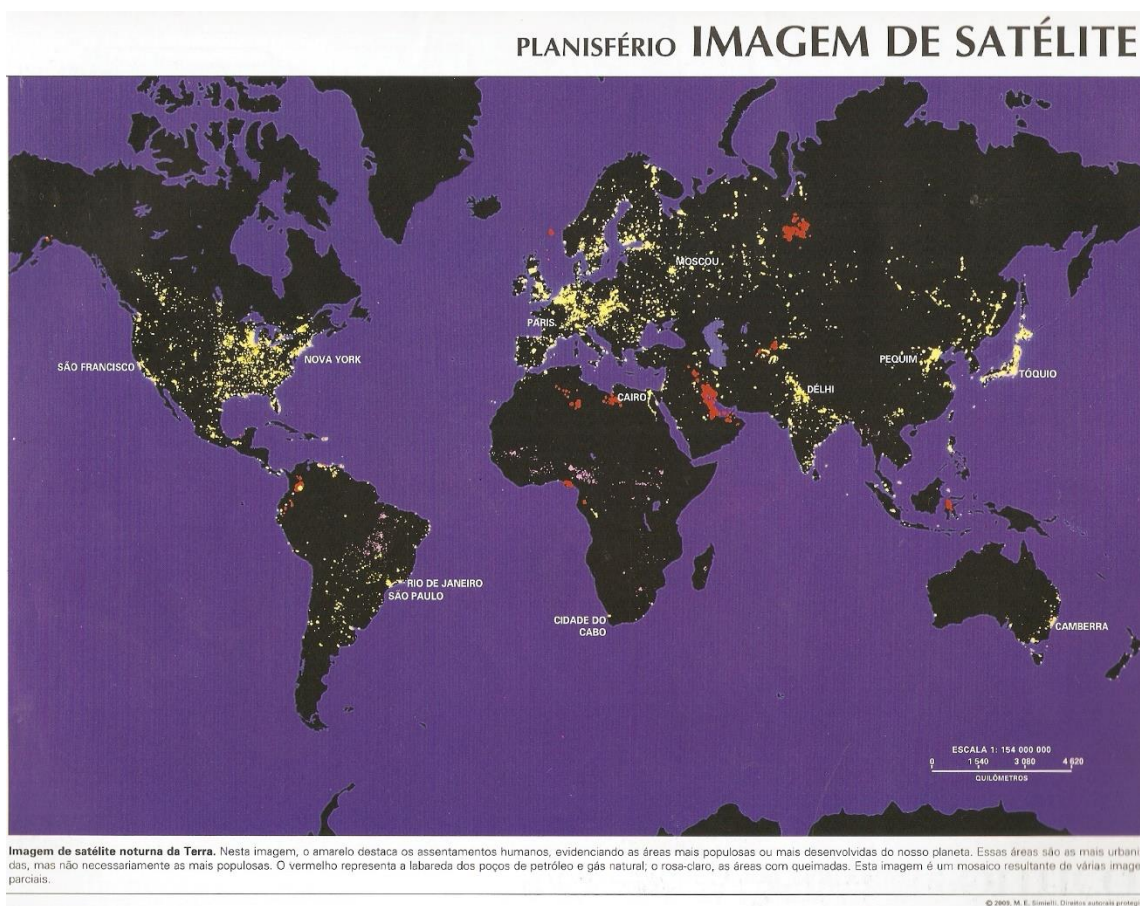 PLANISFÉRIO IMAGEM DE SATÉLITE
MOSCOU
PARIS
NOVA YORK
SÃO FRANCISCO
PEQUIM
TÓQUIO
DÉLHI
CAIRO
RIO DE JANEIRO
SÃO PAULO
CIDADE DO
CABO
CAMBERRA
ESCALA 1: 154 000 000
0 1 540 3 080 4 620
QUILÔMETROS
Imagem de satélite noturna da Terra. Nesta imagem, o amarelo destaca os assentamentos humanos, evidenciando as áreas mais populosas ou mais desenvolvidas do nosso planeta. Essas áreas são as mais urbani
das, mas não necessariamente as mais populosas. O vermelho representa a labareda dos poços de petróleo e gás natural; o rosa-claro, as áreas com queimadas. Esta imagem é um mosaico resultante de várias image
parciais.
© 2009, M. E. Simielli. Direitos autorais proteg